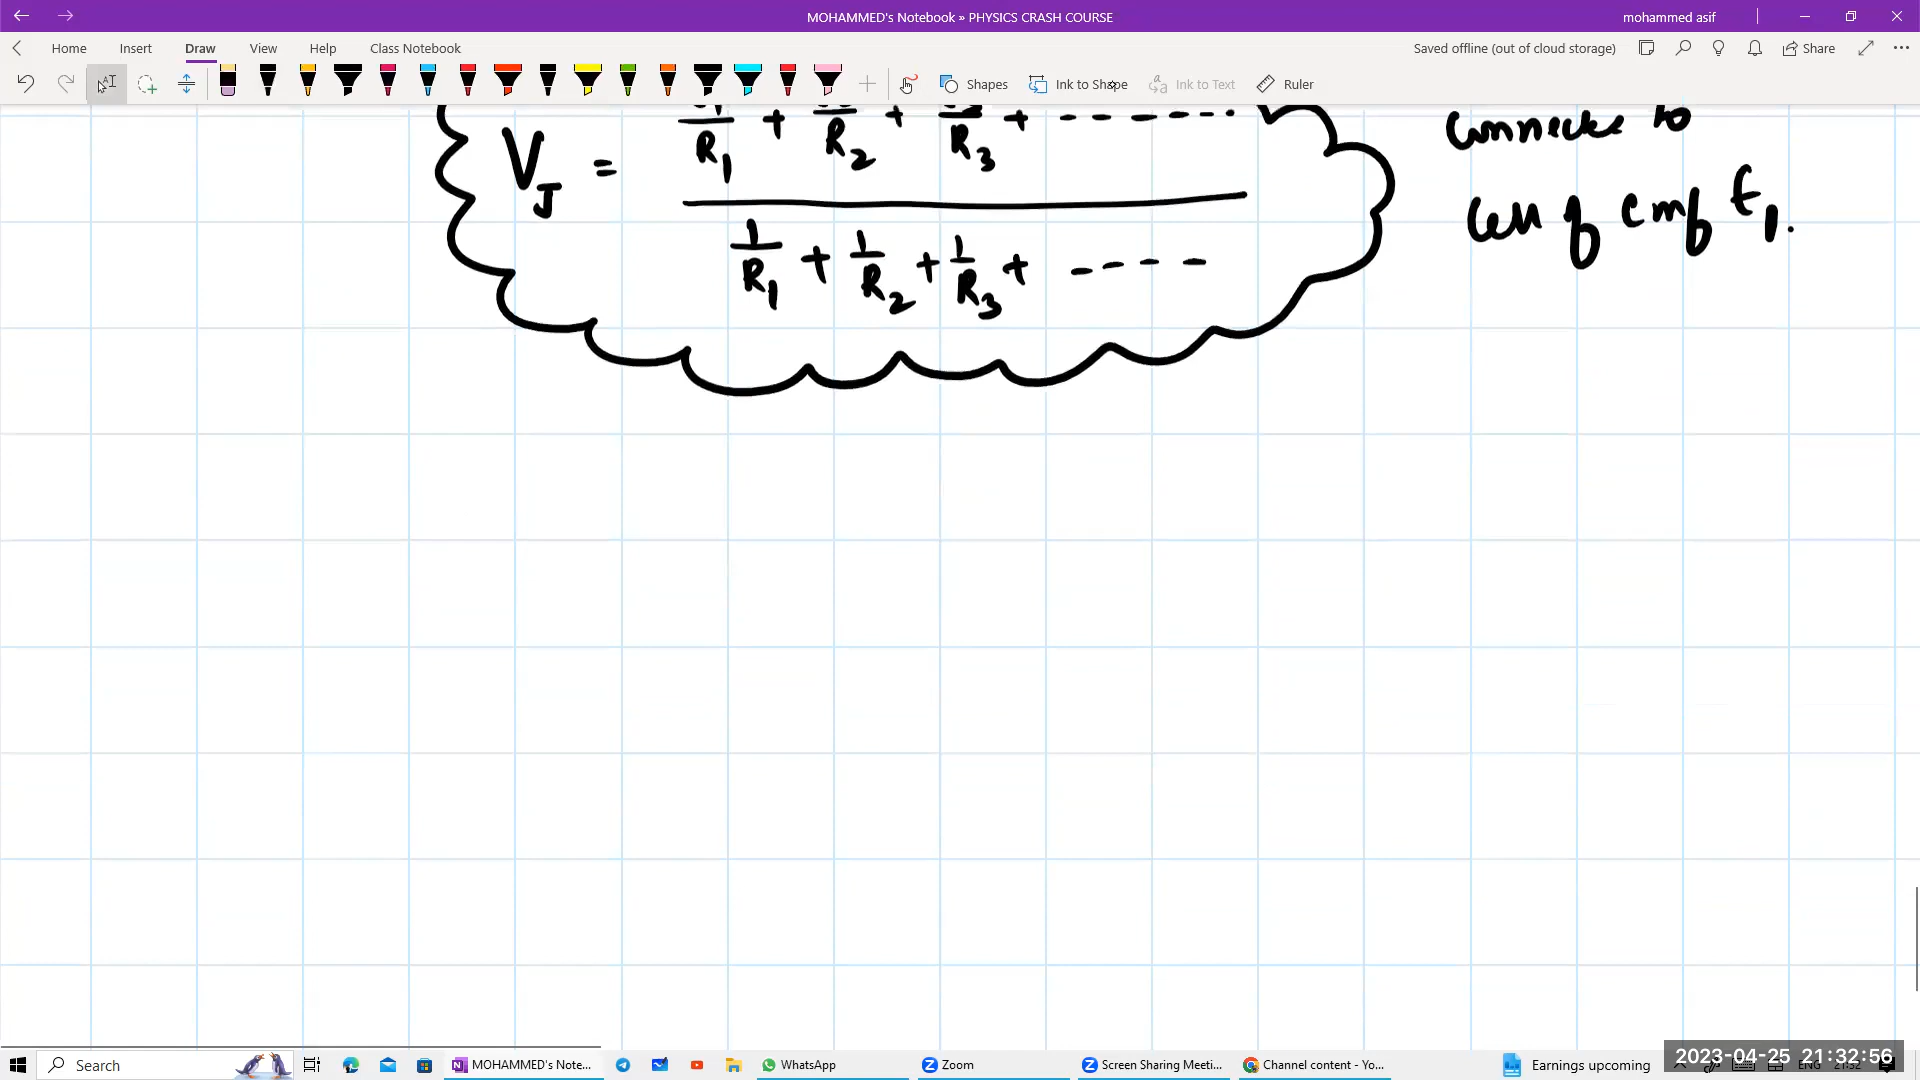 MOHAMMED's Notebook » PHYSICS CRASH COURSE
mohammed asif
Home Insert Draw View Help Class Notebook
Saved offline (out of cloud storage)
Share
Shapes
Ink to Shape
Ink to Text
Ruler
V_J =
R₁ + R₂ + R₃ + -------
1/R₁ + 1/R₂ + 1/R₃ + ----
to
cell of emf E₁.
Search
MOHAMMED's Note...
WhatsApp
Zoom
Screen Sharing Meeti...
Channel content - Yo...
Earnings upcoming
ENG
2023-04-25 21:32:56